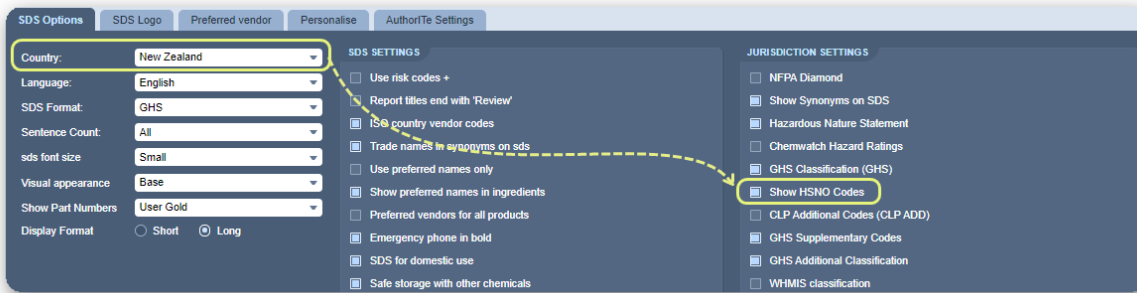 SDS Options
SDS Logo
Preferred vendor
Personalise
AuthorITe Settings
Country: New Zealand
Language: English
SDS Format: GHS
Sentence Count: All
sds font size Small
Visual appearance Base
Show Part Numbers User Gold
Display Format Short Long
SDS SETTINGS
Use risk codes +
Report titles end with 'Review'
ISO country vendor codes
Trade names in synonyms on sds
Use preferred names only
Show preferred names in ingredients
Preferred vendors for all products
Emergency phone in bold
SDS for domestic use
Safe storage with other chemicals
JURISDICTION SETTINGS
NFPA Diamond
Show Synonyms on SDS
Hazardous Nature Statement
Chemwatch Hazard Ratings
GHS Classification (GHS)
Show HSNO Codes
CLP Additional Codes (CLP ADD)
GHS Supplementary Codes
GHS Additional Classification
WHMIS classification